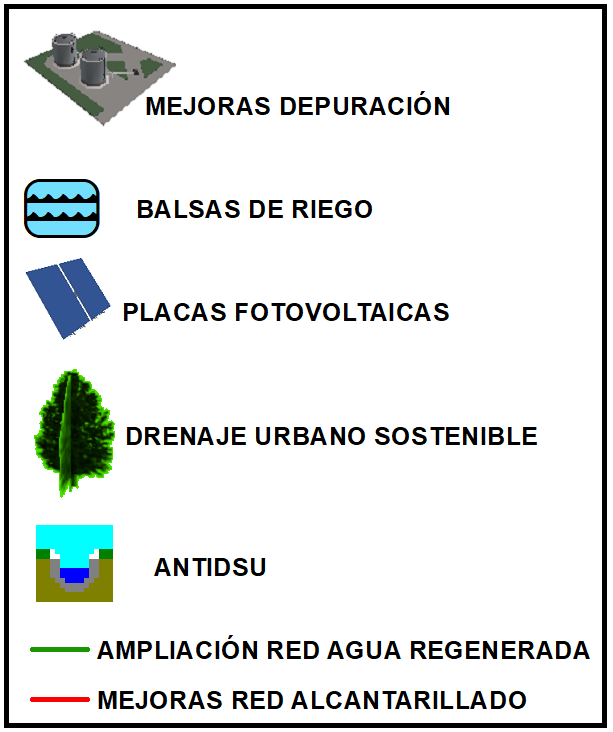 MEJORAS DEPURACIÓN
BALSAS DE RIEGO
PLACAS FOTOVOLTAICAS
DRENAJE URBANO SOSTENIBLE
ANTIDSU
AMPLIACIÓN RED AGUA REGENERADA
MEJORAS RED ALCANTARILLADO